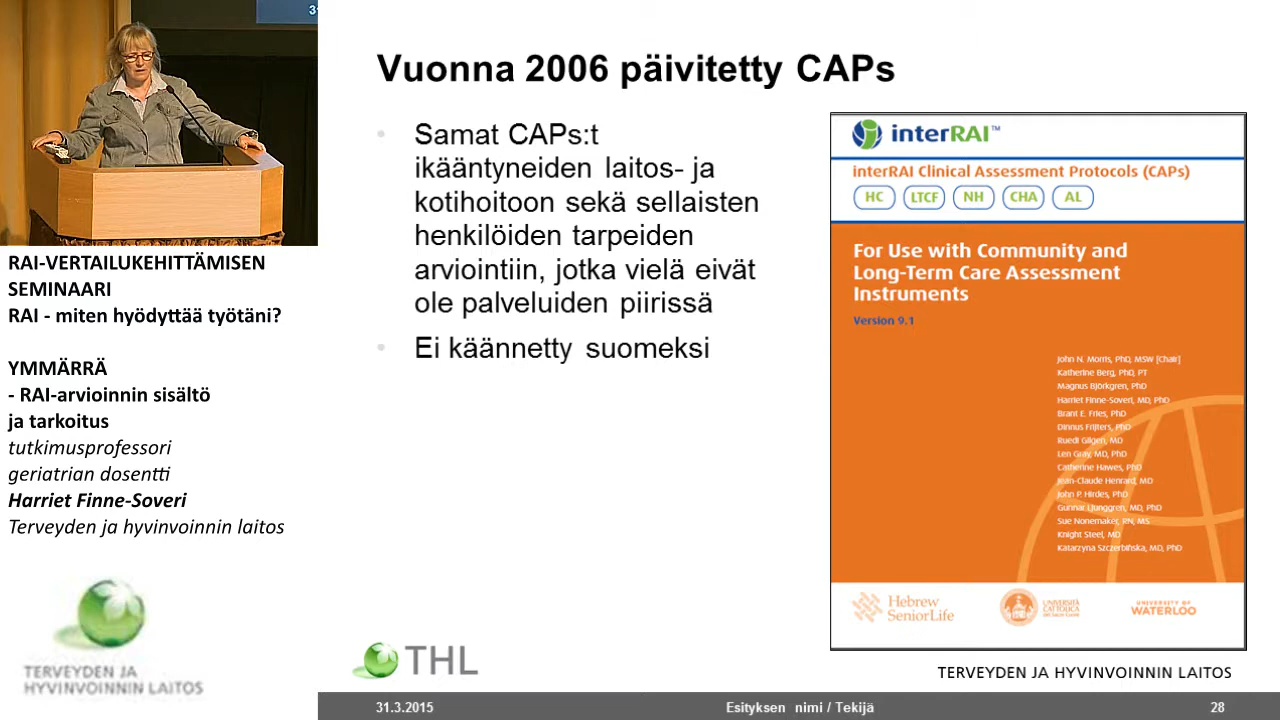 RAI-VERTAILUKEHITTÄMISEN
SEMINAARI
RAI - miten hyödyttää työtäni?
YMMÄRRÄ
- RAI-arvioinnin sisältö
ja tarkoitus
tutkimusprofessori
geriatrian dosentti
Harriet Finne-Soveri
Terveyden ja hyvinvoinnin laitos
TERVEYDEN JA
HYVINVOINNIN LAITOS
Vuonna 2006 päivitetty CAPs
• Samat CAPs:t
ikääntyneiden laitos- ja
kotihoitoon sekä sellaisten
henkilöiden tarpeiden
arviointiin, jotka vielä eivät
ole palveluiden piirissä
• Ei käännetty suomeksi
interRAI™
interRAI Clinical Assessment Protocols (CAPs)
HC LTCF NH CHA AL
For Use with Community and
Long-Term Care Assessment
Instruments
Version 9.1
John N. Morris, PhD, MSW [Chair]
Katherine Berg, PhD, PT
Magnus Björkgren, PhD
Harriet Finne-Soveri, MD, PhD
Brant E. Fries, PhD
Dinnus Frijters, PhD
Ruedi Gilgen, MD
Len Gray, MD, PhD
Catherine Hawes, PhD
Jean-Claude Henrard, MD
John P. Hirdes, PhD
Gunnar Ljunggren, MD, PhD
Sue Nonemaker, RN, MS
Knight Steel, MD
Katarzyna Szczerbińska, MD, PhD
Hebrew
SeniorLife
UNIVERSITÀ
CATTOLICA
UNIVERSITY OF
WATERLOO
THL
TERVEYDEN JA HYVINVOINNIN LAITOS
31.3.2015
Esityksen nimi / Tekijä
28